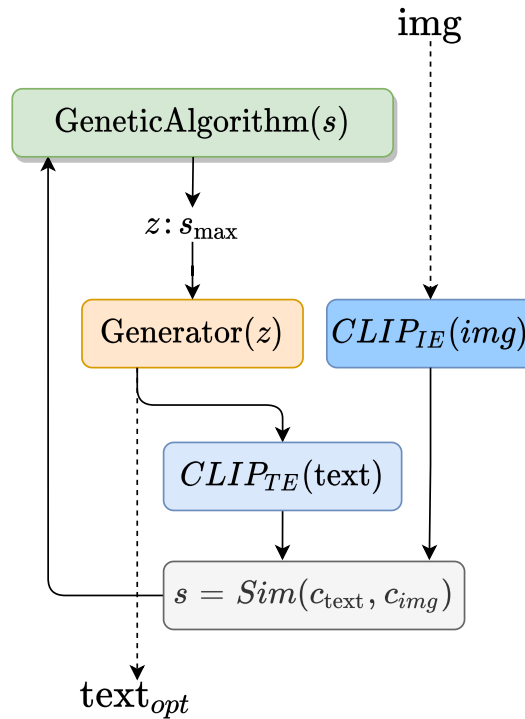 img
GeneticAlgorithm(s)
z: s_max
Generator(z)
CLIP_IE(img)
CLIP_TE(text)
s = Sim(c_text, c_img)
text_opt